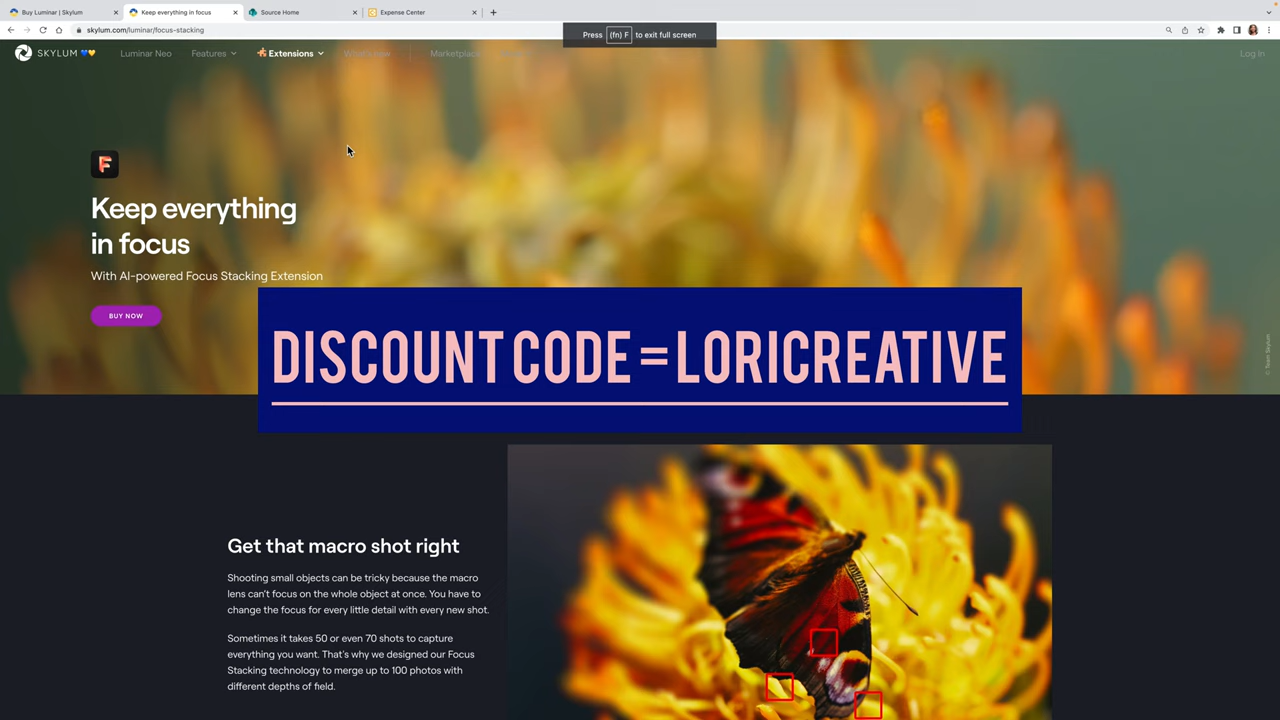 Buy Luminar | Skylum
Keep everything in focus
Source Home
Expense Center
skylum.com/luminar/focus-stacking
Press (fn) F to exit full screen
SKYLUM
Luminar Neo
Features
Extensions
What's new
Marketplace
Log In
F
Keep everything
in focus
With AI-powered Focus Stacking Extension
BUY NOW
DISCOUNT CODE = LORICREATIVE
© Team Skylum
Get that macro shot right
Shooting small objects can be tricky because the macro
lens can't focus on the whole object at once. You have to
change the focus for every little detail with every new shot.
Sometimes it takes 50 or even 70 shots to capture
everything you want. That's why we designed our Focus
Stacking technology to merge up to 100 photos with
different depths of field.